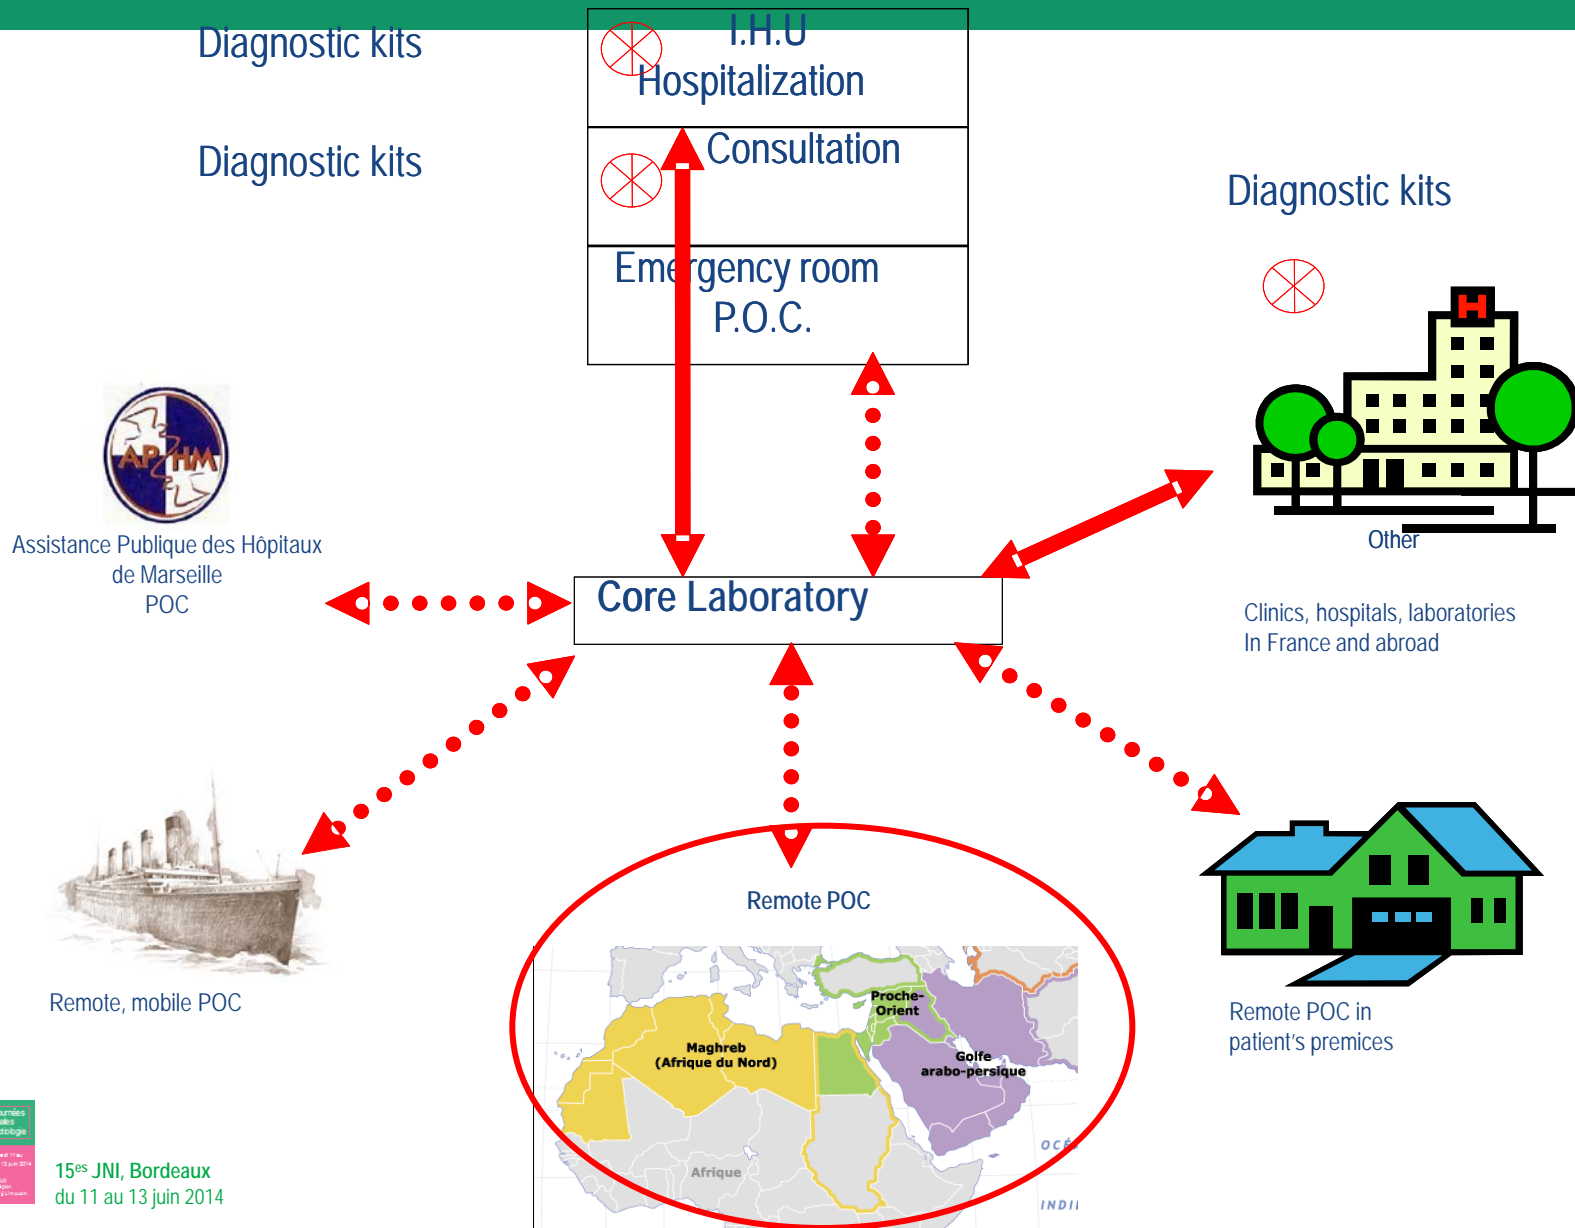 Diagnostic kits
I.H.U
Hospitalization
Diagnostic kits
Consultation
Diagnostic kits
Emergency room
P.O.C.
H
AP HM
Assistance Publique des Hôpitaux
de Marseille
POC
Other
Core Laboratory
Clinics, hospitals, laboratories
In France and abroad
Remote POC
Remote, mobile POC
Remote POC in
patient's premices
Proche-
Orient
Maghreb
(Afrique du Nord)
Golfe
arabo-persique
Afrique
15es JNI, Bordeaux
du 11 au 13 juin 2014